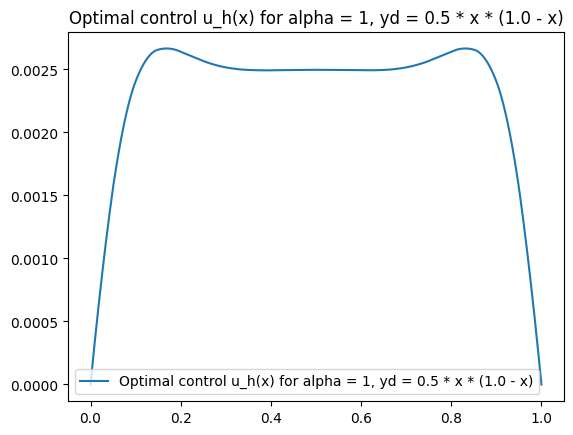 Optimal control u_h(x) for alpha = 1, yd = 0.5 * x * (1.0 - x)
0.0025
0.0020
0.0015
0.0010
0.0005
0.0000
Optimal control u_h(x) for alpha = 1, yd = 0.5 * x * (1.0 - x)
0.0 0.2 0.4 0.6 0.8 1.0